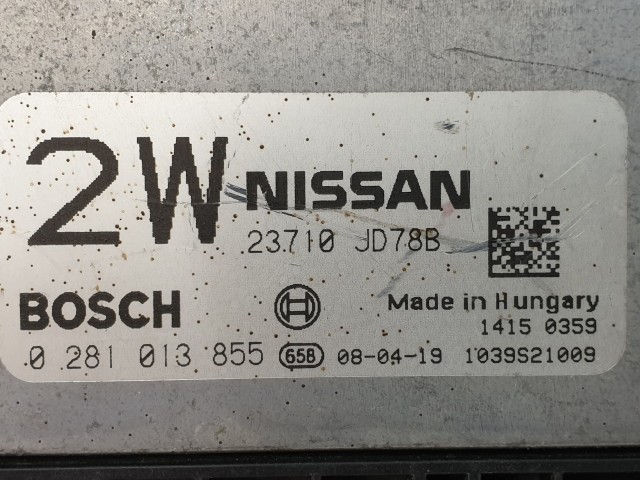 2W NISSAN
23710 JD78B
BOSCH Made in Hungary
1415 0359
0 281 013 855 65B 08-04-19 1039S21009